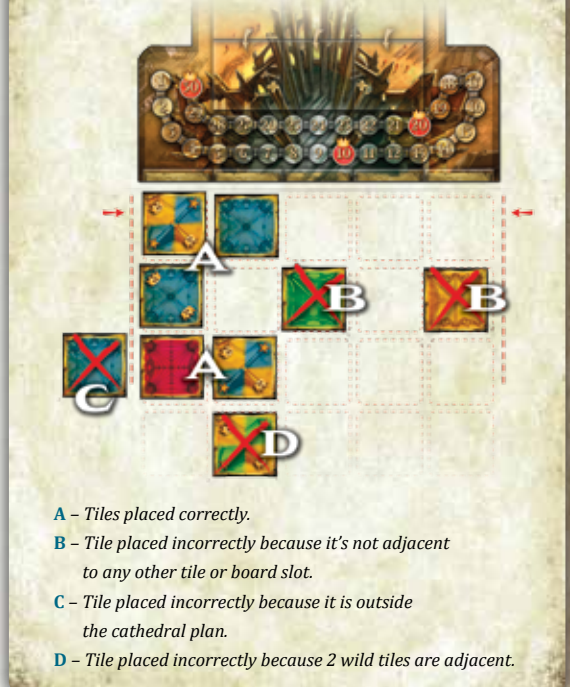 A
B
B
A
C
D
A – Tiles placed correctly.
B – Tile placed incorrectly because it's not adjacent
to any other tile or board slot.
C – Tile placed incorrectly because it is outside
the cathedral plan.
D – Tile placed incorrectly because 2 wild tiles are adjacent.